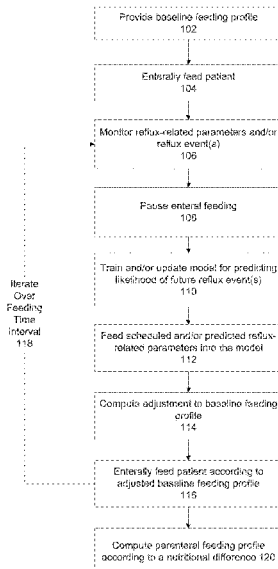 Provide baseline feeding profile
102
Enterally feed patient
104
Monitor reflux-related parameters and/or
reflux event(s)
106
Pause enteral feeding
108
Train and/or update model for predicting
likelihood of future reflux event(s)
110
Feed scheduled and/or predicted reflux-
related parameters into the model
112
Compute adjustment to baseline feeding
profile
114
Enterally feed patient according to
adjusted baseline feeding profile
116
Compute parenteral feeding profile
according to a nutritional difference 120
Iterate
Over
Feeding
Time
Interval
118